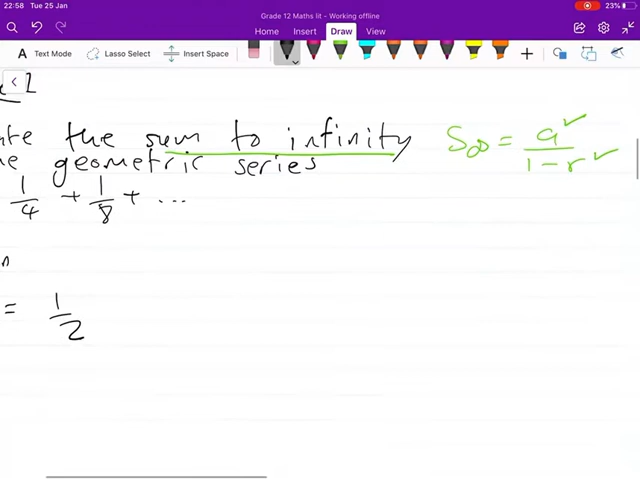 22:58 Tue 25 Jan
Grade 12 Maths lit - Working offline
23%
Home Insert Draw View
Text Mode Lasso Select Insert Space
the sum to infinity
geometric series
S∞ = a / 1 - r
1/4 + 1/8 + ...
= 1/2